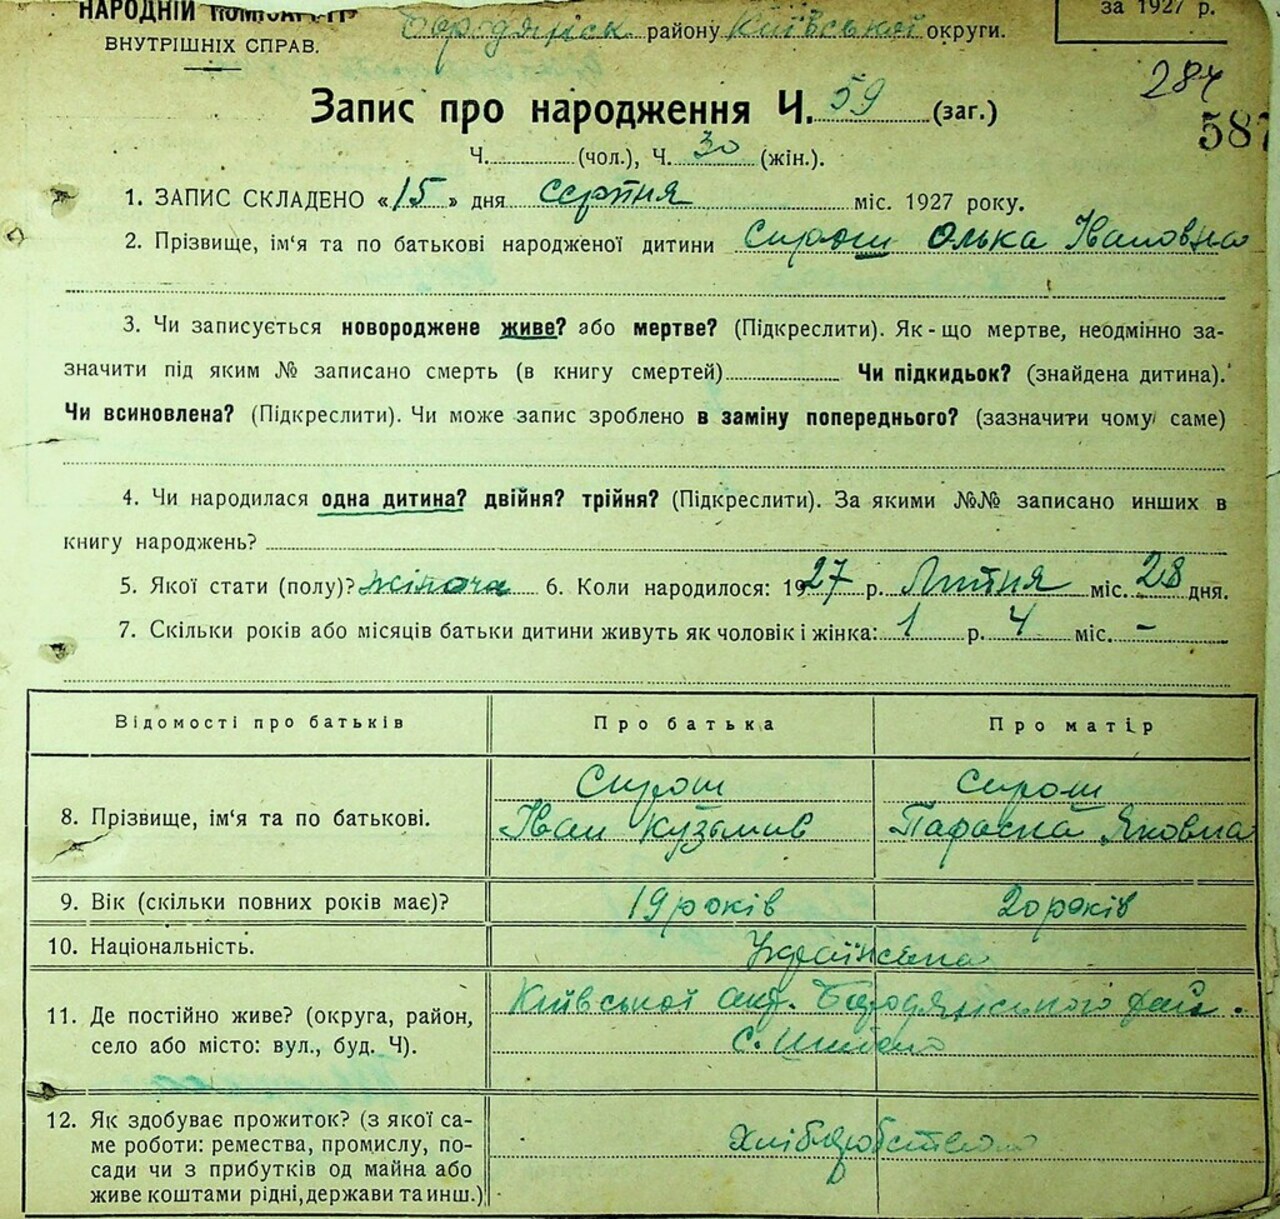 НАРОДНІЙ КОМІСАРІЯТ
ВНУТРІШНІХ СПРАВ.
Бородянськ. району Київської округи.
за 1927 р.
284
587
Запис про народження Ч. 59 (заг.)
Ч. (чол.), Ч. 30 (жін.).
1. ЗАПИС СКЛАДЕНО «15» дня серпня міс. 1927 року.
2. Прізвище, ім‘я та по батькові народженої дитини Сирош Олька Івановна
3. Чи записується новороджене живе? або мертве? (Підкреслити). Як-що мертве, неодмінно за-
значити під яким № записано смерть (в книгу смертей) Чи підкидьок? (знайдена дитина).
Чи всиновлена? (Підкреслити). Чи може запис зроблено в заміну попереднього? (зазначити чому саме)
4. Чи народилася одна дитина? двійня? трійня? (Підкреслити). За якими №№ записано инших в
книгу народжень?
5. Якої стати (полу)? жіноча 6. Коли народилося: 1927 р. Липня міс. 28 дня.
7. Скільки років або місяців батьки дитини живуть як чоловік і жінка: 1 р. 4 міс. -
Відомості про батьків Про батька Про матір
8. Прізвище, ім‘я та по батькові.
Сирош
Іван Кузьмив
Сирош
Параска Яковна
9. Вік (скільки повних років має)? 19 років 20 років
10. Національність. Українська
11. Де постійно живе? (округа, район,
село або місто: вул., буд. Ч).
Київської окр. Бородянського рай.
с.
12. Як здобуває прожиток? (з якої са-
ме роботи: ремества, промислу, по-
сади чи з прибутків од майна або
живе коштами рідні, держави та инш.)
Хліборобство